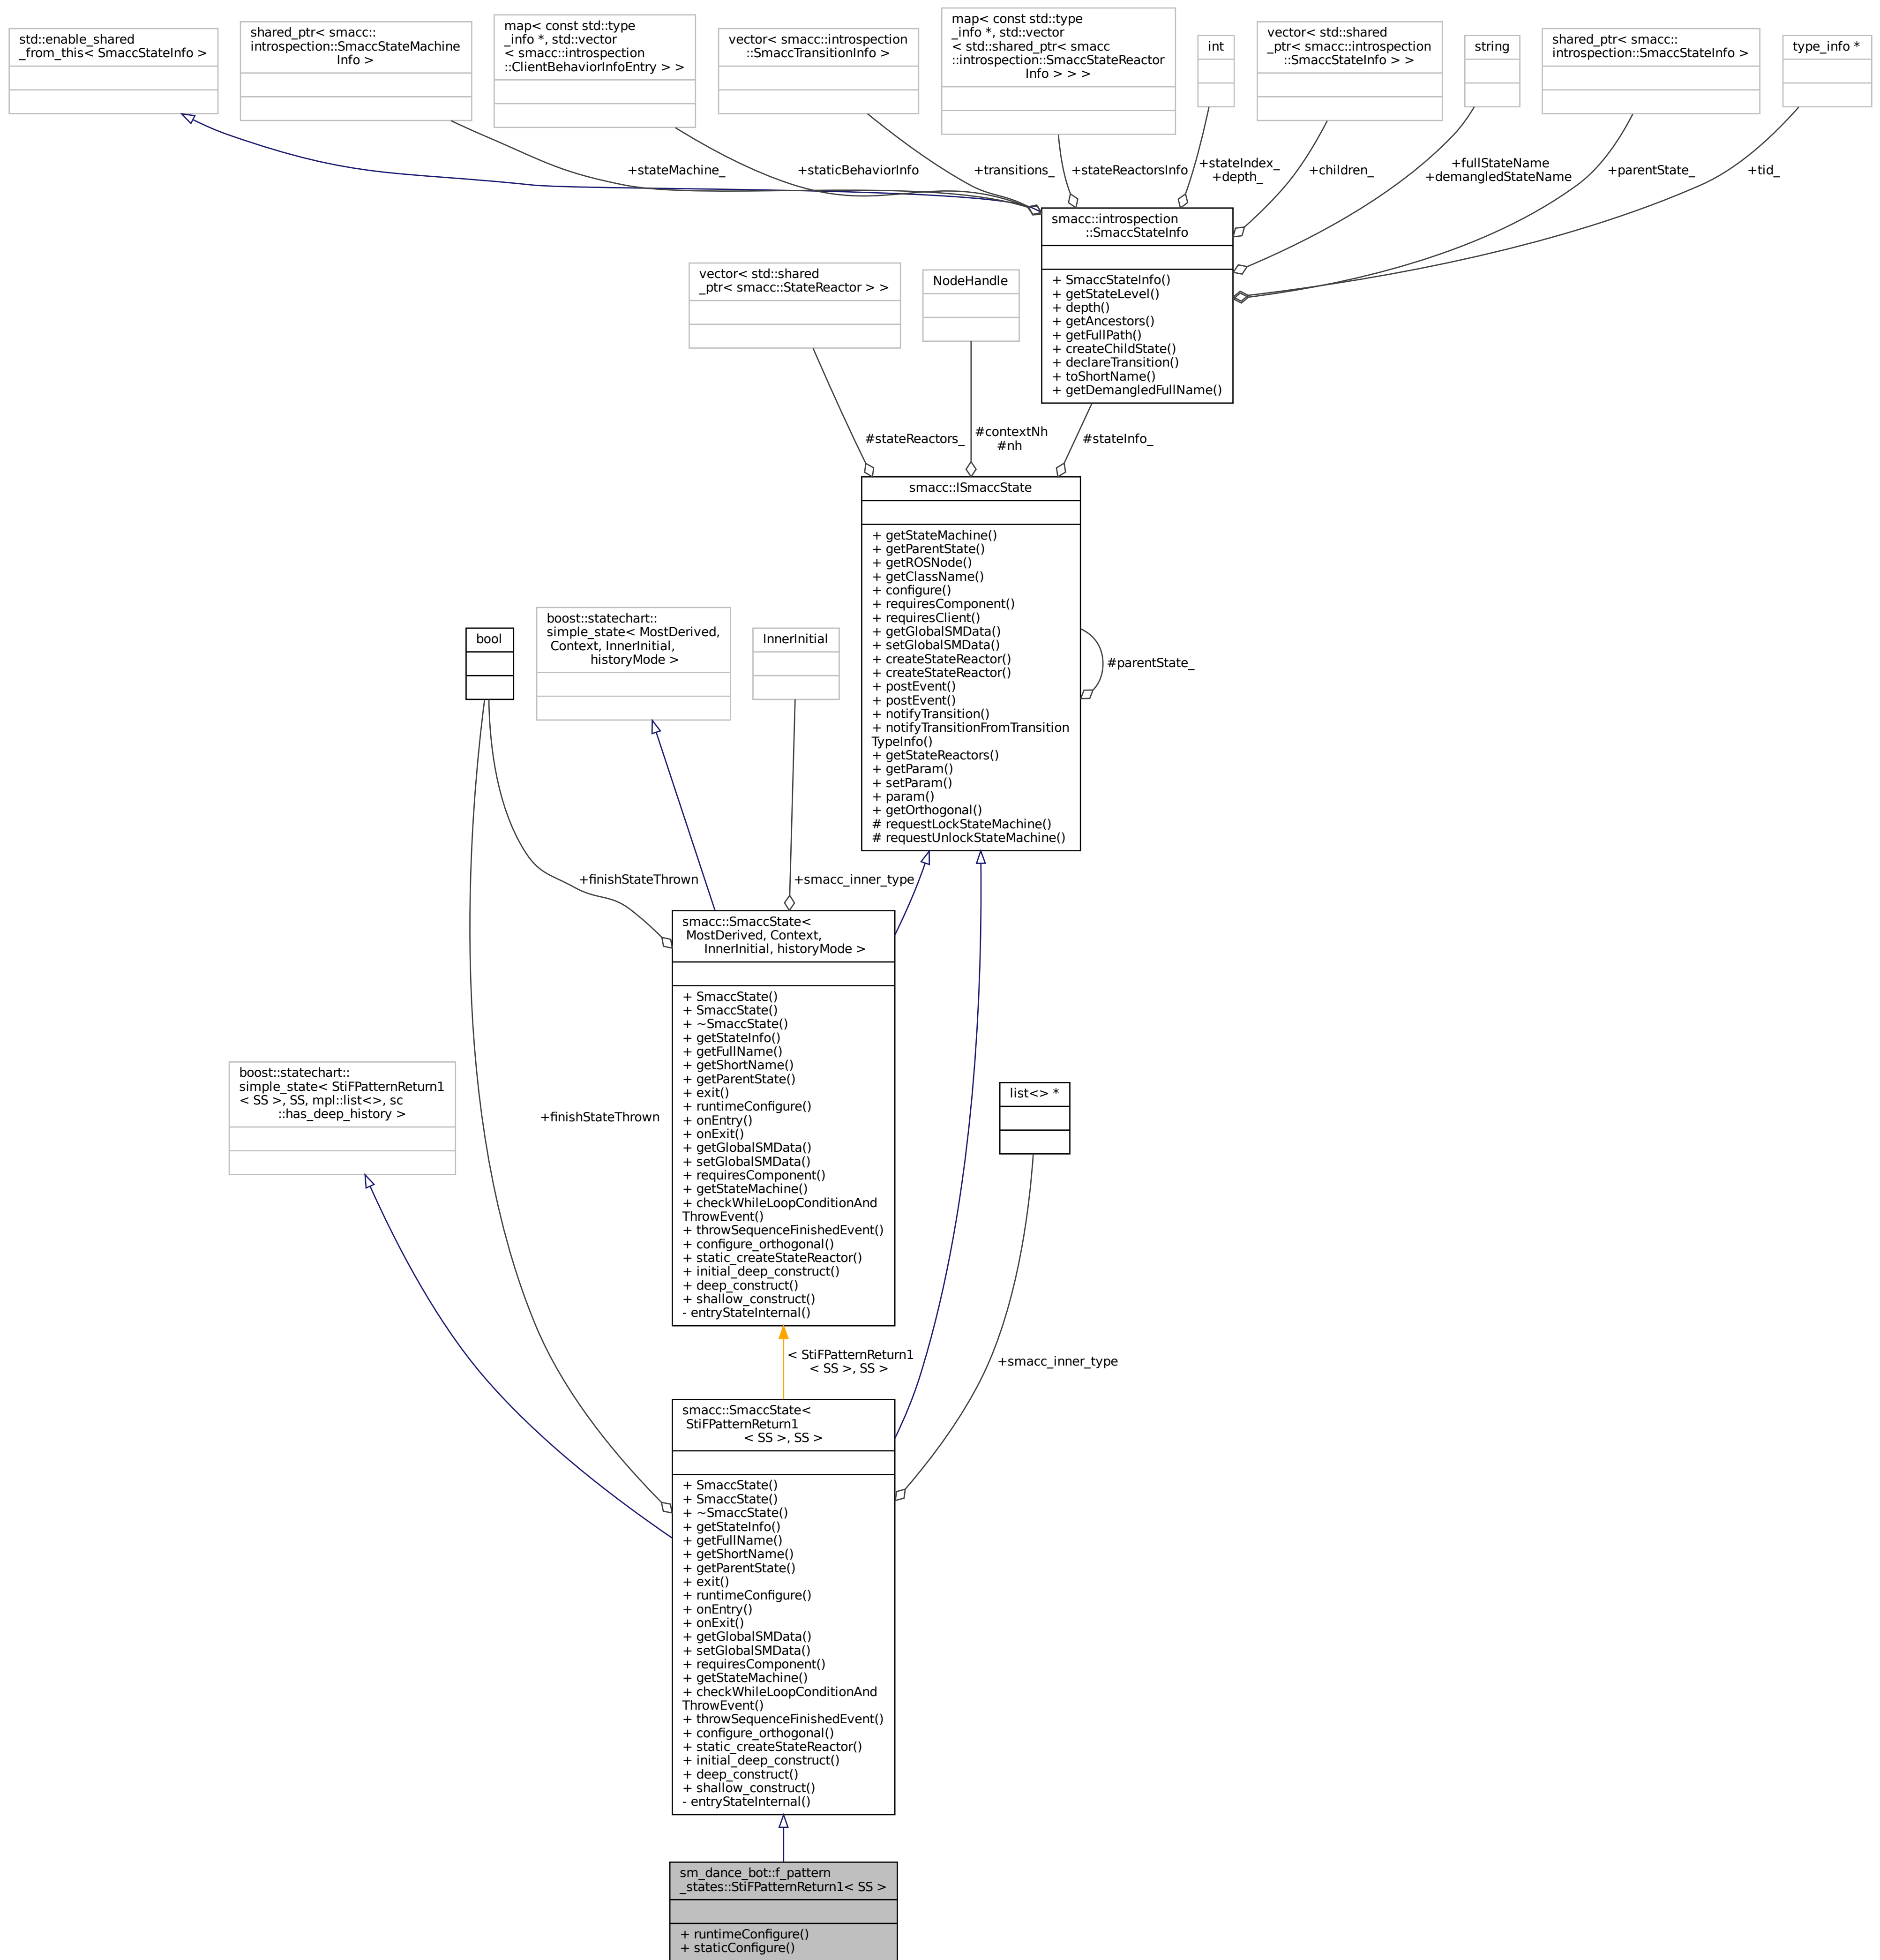 std::enable_shared
_from_this< SmaccStateInfo >
shared_ptr< smacc::
introspection::SmaccStateMachine
Info >
map< const std::type
_info *, std::vector
< smacc::introspection
::ClientBehaviorInfoEntry > >
vector< smacc::introspection
::SmaccTransitionInfo >
map< const std::type
_info *, std::vector
< std::shared_ptr< smacc
::introspection::SmaccStateReactor
Info > > >
int
vector< std::shared
_ptr< smacc::introspection
::SmaccStateInfo > >
string
shared_ptr< smacc::
introspection::SmaccStateInfo >
type_info *
+stateMachine_
+staticBehaviorInfo
+transitions_
+stateReactorsInfo
+stateIndex_
+depth_
+children_
+fullStateName
+demangledStateName
+parentState_
+tid_
smacc::introspection
::SmaccStateInfo
+ SmaccStateInfo()
+ getStateLevel()
+ depth()
+ getAncestors()
+ getFullPath()
+ createChildState()
+ declareTransition()
+ toShortName()
+ getDemangledFullName()
vector< std::shared
_ptr< smacc::StateReactor > >
NodeHandle
#stateReactors_
#contextNh
#nh
#stateInfo_
smacc::ISmaccState
+ getStateMachine()
+ getParentState()
+ getROSNode()
+ getClassName()
+ configure()
+ requiresComponent()
+ requiresClient()
+ getGlobalSMData()
+ setGlobalSMData()
+ createStateReactor()
+ createStateReactor()
+ postEvent()
+ postEvent()
+ notifyTransition()
+ notifyTransitionFromTransition
TypeInfo()
+ getStateReactors()
+ getParam()
+ setParam()
+ param()
+ getOrthogonal()
# requestLockStateMachine()
# requestUnlockStateMachine()
#parentState_
bool
boost::statechart::
simple_state< MostDerived,
Context, InnerInitial,
historyMode >
InnerInitial
+finishStateThrown
+smacc_inner_type
smacc::SmaccState<
MostDerived, Context,
InnerInitial, historyMode >
+ SmaccState()
+ SmaccState()
+ ~SmaccState()
+ getStateInfo()
+ getFullName()
+ getShortName()
+ getParentState()
+ exit()
+ runtimeConfigure()
+ onEntry()
+ onExit()
+ getGlobalSMData()
+ setGlobalSMData()
+ requiresComponent()
+ getStateMachine()
+ checkWhileLoopConditionAnd
ThrowEvent()
+ throwSequenceFinishedEvent()
+ configure_orthogonal()
+ static_createStateReactor()
+ initial_deep_construct()
+ deep_construct()
+ shallow_construct()
- entryStateInternal()
boost::statechart::
simple_state< StiFPatternReturn1
< SS >, SS, mpl::list<>, sc
::has_deep_history >
+finishStateThrown
list<> *
< StiFPatternReturn1
< SS >, SS >
+smacc_inner_type
smacc::SmaccState<
StiFPatternReturn1
< SS >, SS >
+ SmaccState()
+ SmaccState()
+ ~SmaccState()
+ getStateInfo()
+ getFullName()
+ getShortName()
+ getParentState()
+ exit()
+ runtimeConfigure()
+ onEntry()
+ onExit()
+ getGlobalSMData()
+ setGlobalSMData()
+ requiresComponent()
+ getStateMachine()
+ checkWhileLoopConditionAnd
ThrowEvent()
+ throwSequenceFinishedEvent()
+ configure_orthogonal()
+ static_createStateReactor()
+ initial_deep_construct()
+ deep_construct()
+ shallow_construct()
- entryStateInternal()
sm_dance_bot::f_pattern
_states::StiFPatternReturn1< SS >
+ runtimeConfigure()
+ staticConfigure()